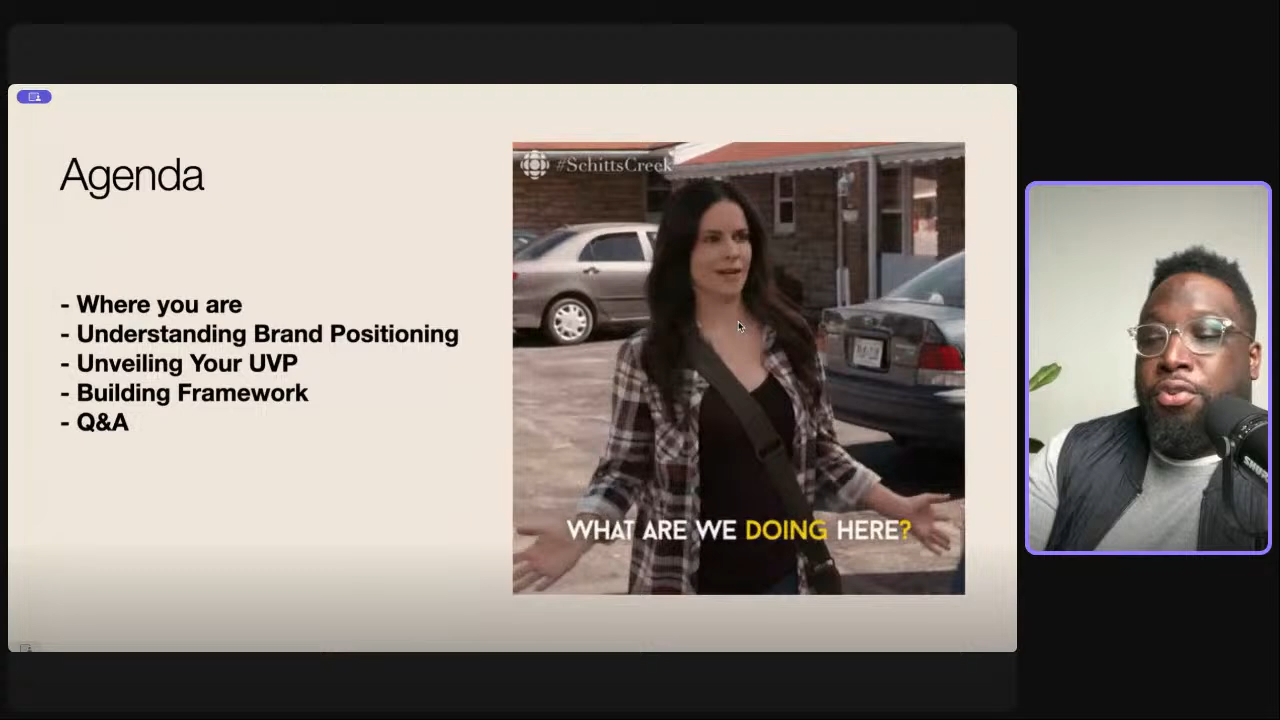 Agenda
- Where you are
- Understanding Brand Positioning
- Unveiling Your UVP
- Building Framework
- Q&A
#SchittsCreek
WHAT ARE WE DOING HERE?